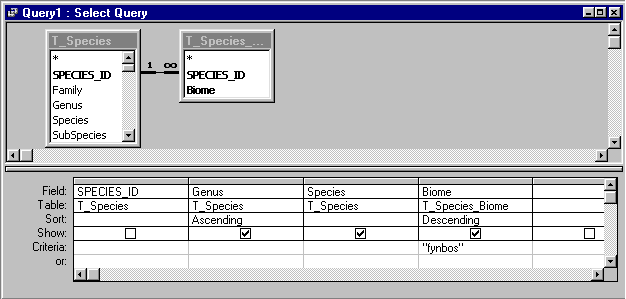 Query1 : Select Query
T_Species T_Species_...
*
SPECIES_ID
Family
Genus
Species
SubSpecies
1 ∞
*
SPECIES_ID
Biome
Field: SPECIES_ID Genus Species Biome
Table: T_Species T_Species T_Species T_Species_Biome
Sort: Ascending Descending
Show:
Criteria: "fynbos"
or: